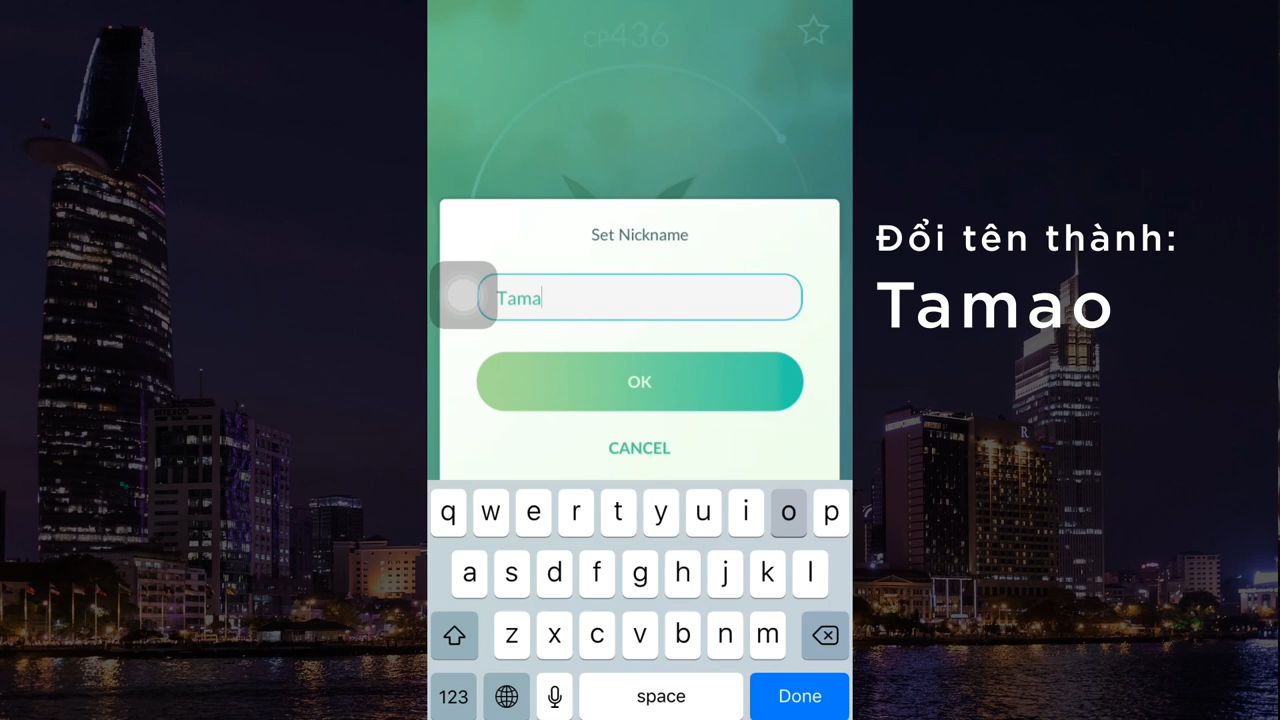 CP436
Set Nickname
Tama
OK
CANCEL
q w e r t y u i o p
a s d f g h j k l
z x c v b n m
123 space Done
Đổi tên thành:
Tamao
R